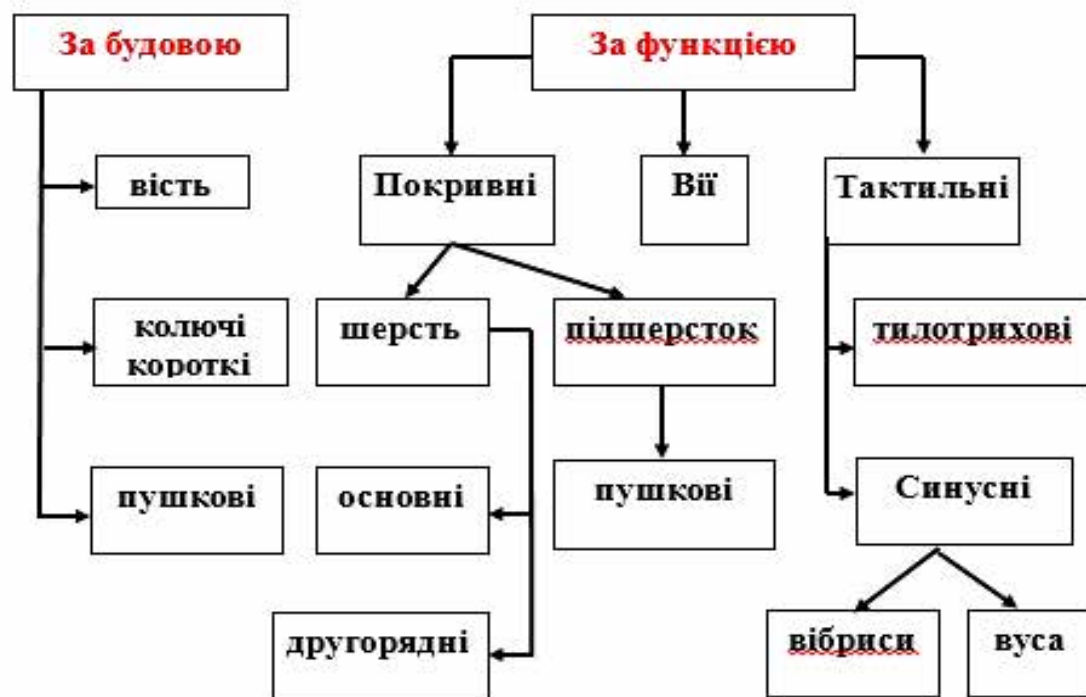 За будовою
За функцією
вість
Покривні
Вії
Тактильні
колючі
короткі
шерсть
підшерсток
тилотрихові
пушкові
основні
пушкові
Синусні
другорядні
вібриси
вуса